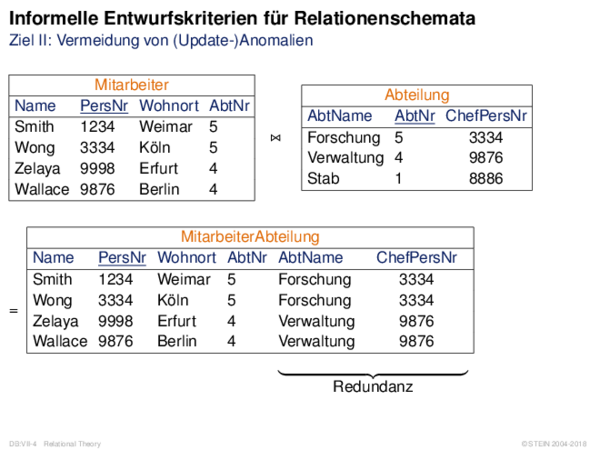 Informelle Entwurfskriterien für Relationenschemata
Ziel II: Vermeidung von (Update-)Anomalien
Mitarbeiter
Name PersNr Wohnort AbtNr
Smith 1234 Weimar 5
Wong 3334 Köln 5
Zelaya 9998 Erfurt 4
Wallace 9876 Berlin 4
⋈
Abteilung
AbtName AbtNr ChefPersNr
Forschung 5 3334
Verwaltung 4 9876
Stab 1 8886
=
MitarbeiterAbteilung
Name PersNr Wohnort AbtNr AbtName ChefPersNr
Smith 1234 Weimar 5 Forschung 3334
Wong 3334 Köln 5 Forschung 3334
Zelaya 9998 Erfurt 4 Verwaltung 9876
Wallace 9876 Berlin 4 Verwaltung 9876
Redundanz
DB:VII-4 Relational Theory
© STEIN 2004-2018